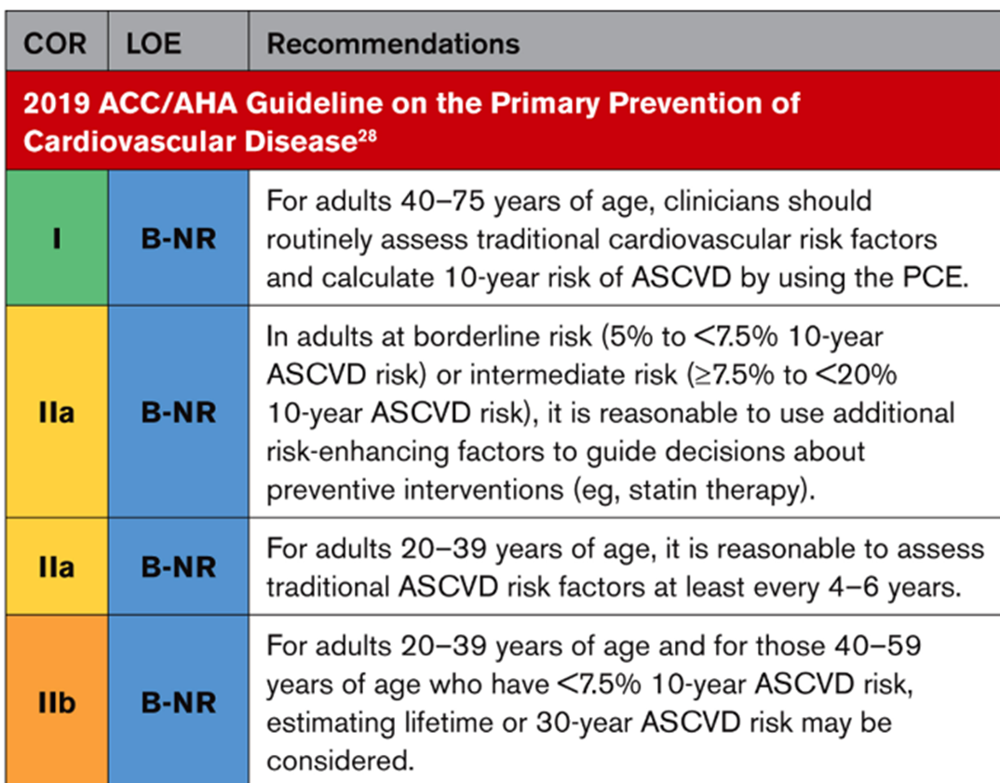 COR LOE Recommendations
2019 ACC/AHA Guideline on the Primary Prevention of
Cardiovascular Disease28
I B-NR For adults 40–75 years of age, clinicians should
routinely assess traditional cardiovascular risk factors
and calculate 10-year risk of ASCVD by using the PCE.
IIa B-NR In adults at borderline risk (5% to <7.5% 10-year
ASCVD risk) or intermediate risk (≥7.5% to <20%
10-year ASCVD risk), it is reasonable to use additional
risk-enhancing factors to guide decisions about
preventive interventions (eg, statin therapy).
IIa B-NR For adults 20–39 years of age, it is reasonable to assess
traditional ASCVD risk factors at least every 4–6 years.
IIb B-NR For adults 20–39 years of age and for those 40–59
years of age who have <7.5% 10-year ASCVD risk,
estimating lifetime or 30-year ASCVD risk may be
considered.